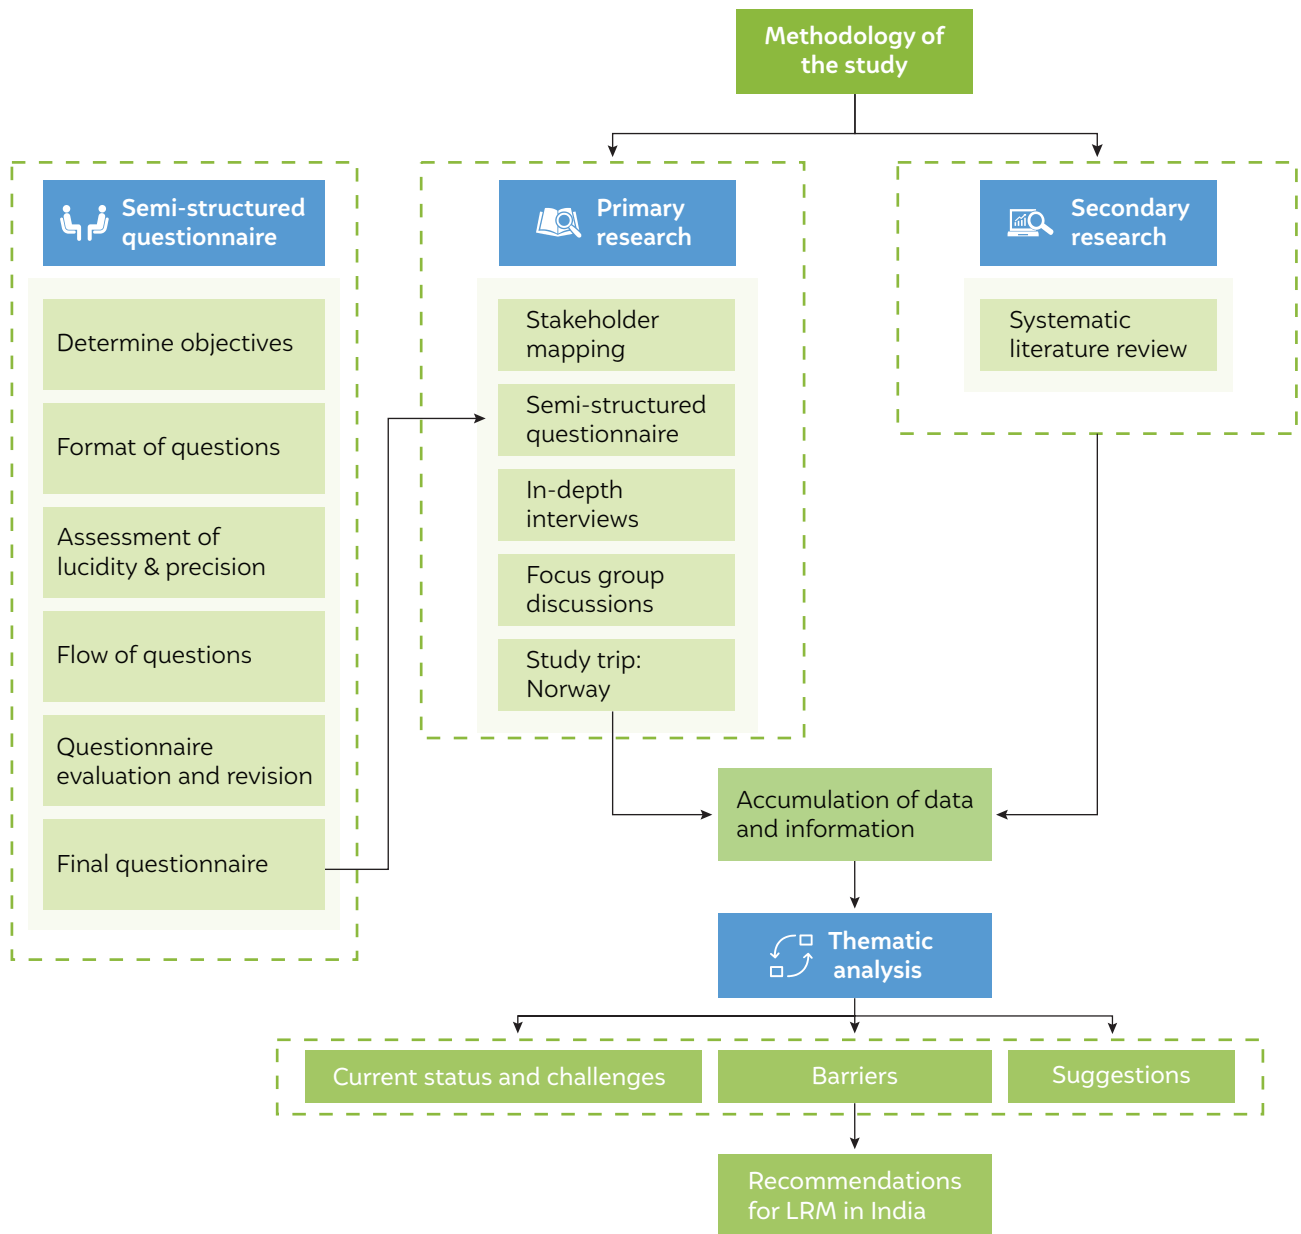 Methodology of
the study
Semi-structured
questionnaire
Determine objectives
Format of questions
Assessment of
lucidity & precision
Flow of questions
Questionnaire
evaluation and revision
Final questionnaire
Primary
research
Stakeholder
mapping
Semi-structured
questionnaire
In-depth
interviews
Focus group
discussions
Study trip:
Norway
Secondary
research
Systematic
literature review
Accumulation of data
and information
Thematic
analysis
Current status and challenges
Barriers
Suggestions
Recommendations
for LRM in India